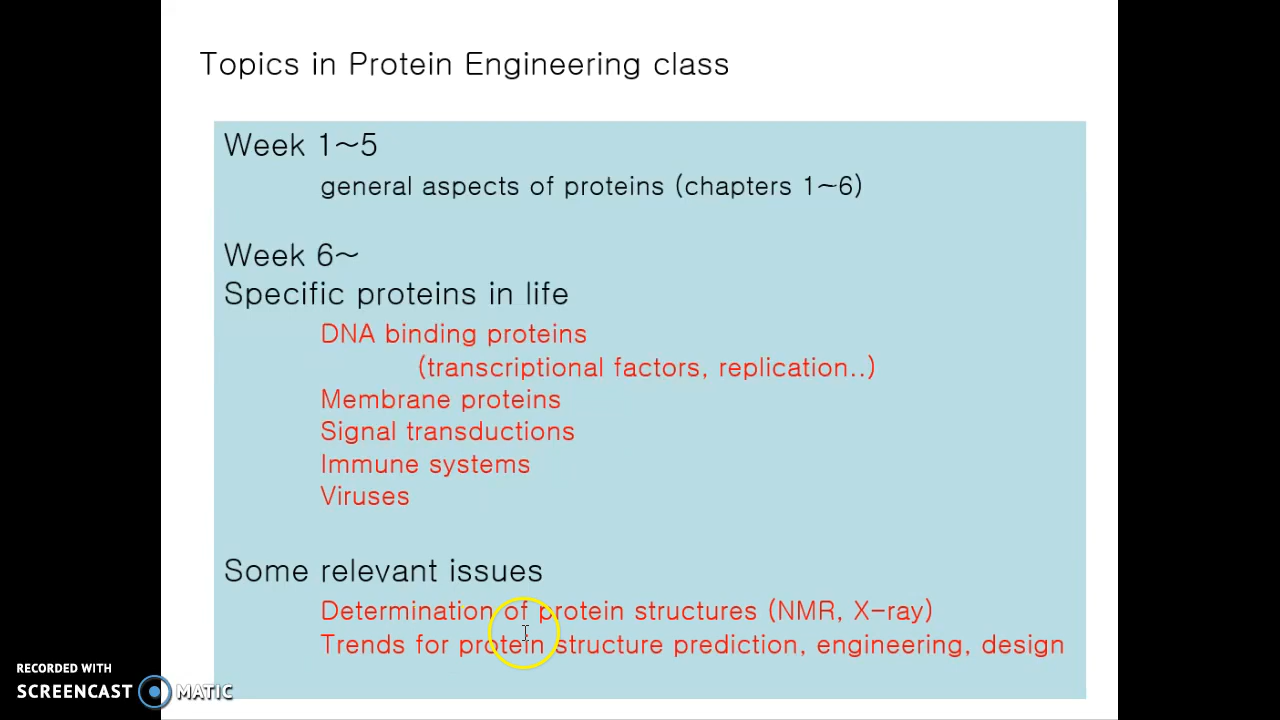 Topics in Protein Engineering class
Week 1~5
general aspects of proteins (chapters 1~6)
Week 6~
Specific proteins in life
DNA binding proteins
(transcriptional factors, replication..)
Membrane proteins
Signal transductions
Immune systems
Viruses
Some relevant issues
Determination of protein structures (NMR, X-ray)
Trends for protein structure prediction, engineering, design
RECORDED WITH
SCREENCAST MATIC